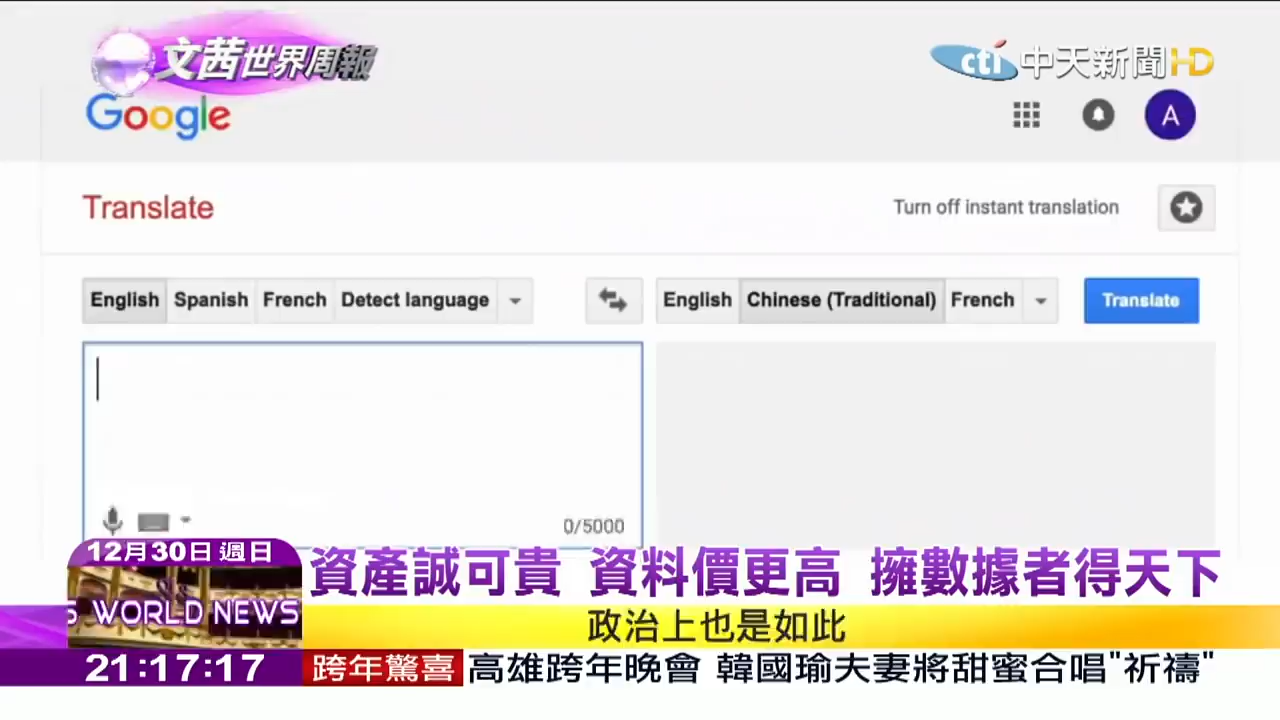 文茜世界周報
cti 中天新聞HD
Google
A
Translate
Turn off instant translation
English Spanish French Detect language
English Chinese (Traditional) French
Translate
0/5000
12月30日 週日
資產誠可貴 資料價更高 擁數據者得天下
S WORLD NEWS
政治上也是如此
21:17:17
跨年驚喜 高雄跨年晚會 韓國瑜夫妻將甜蜜合唱"祈禱"